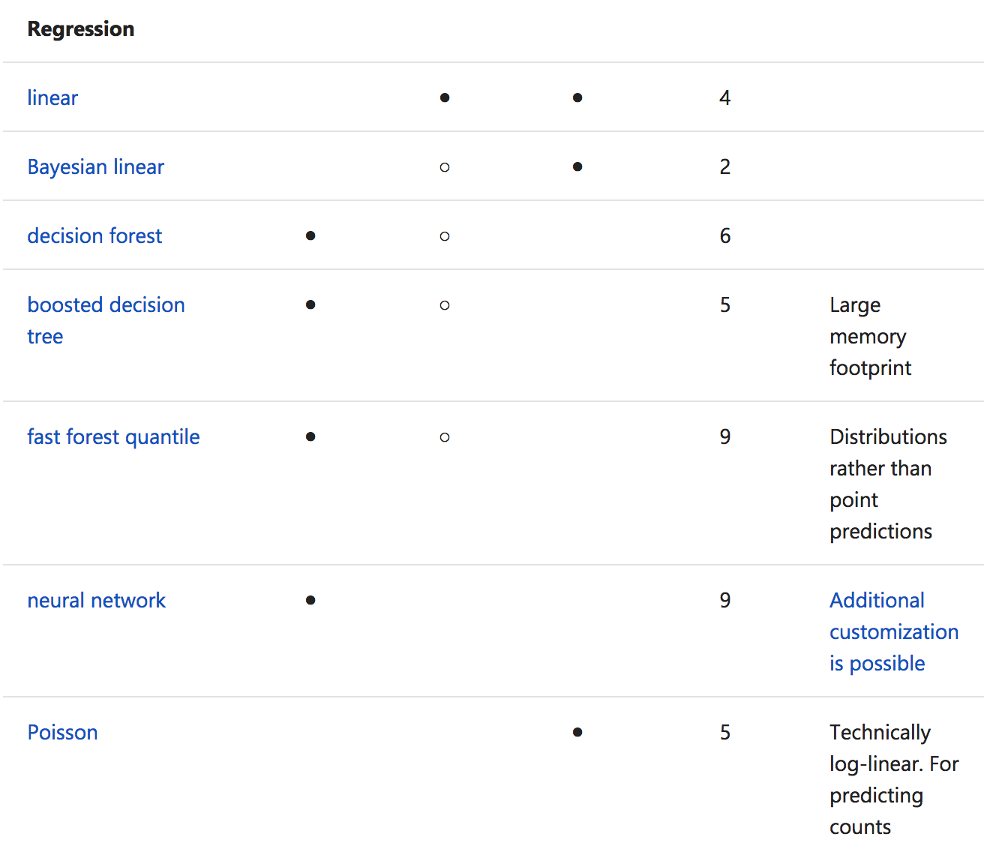 Regression
linear ● ● 4
Bayesian linear ○ ● 2
decision forest ● ○ 6
boosted decision ● ○ 5 Large
tree memory
footprint
fast forest quantile ● ○ 9 Distributions
rather than
point
predictions
neural network ● 9 Additional
customization
is possible
Poisson ● 5 Technically
log-linear. For
predicting
counts